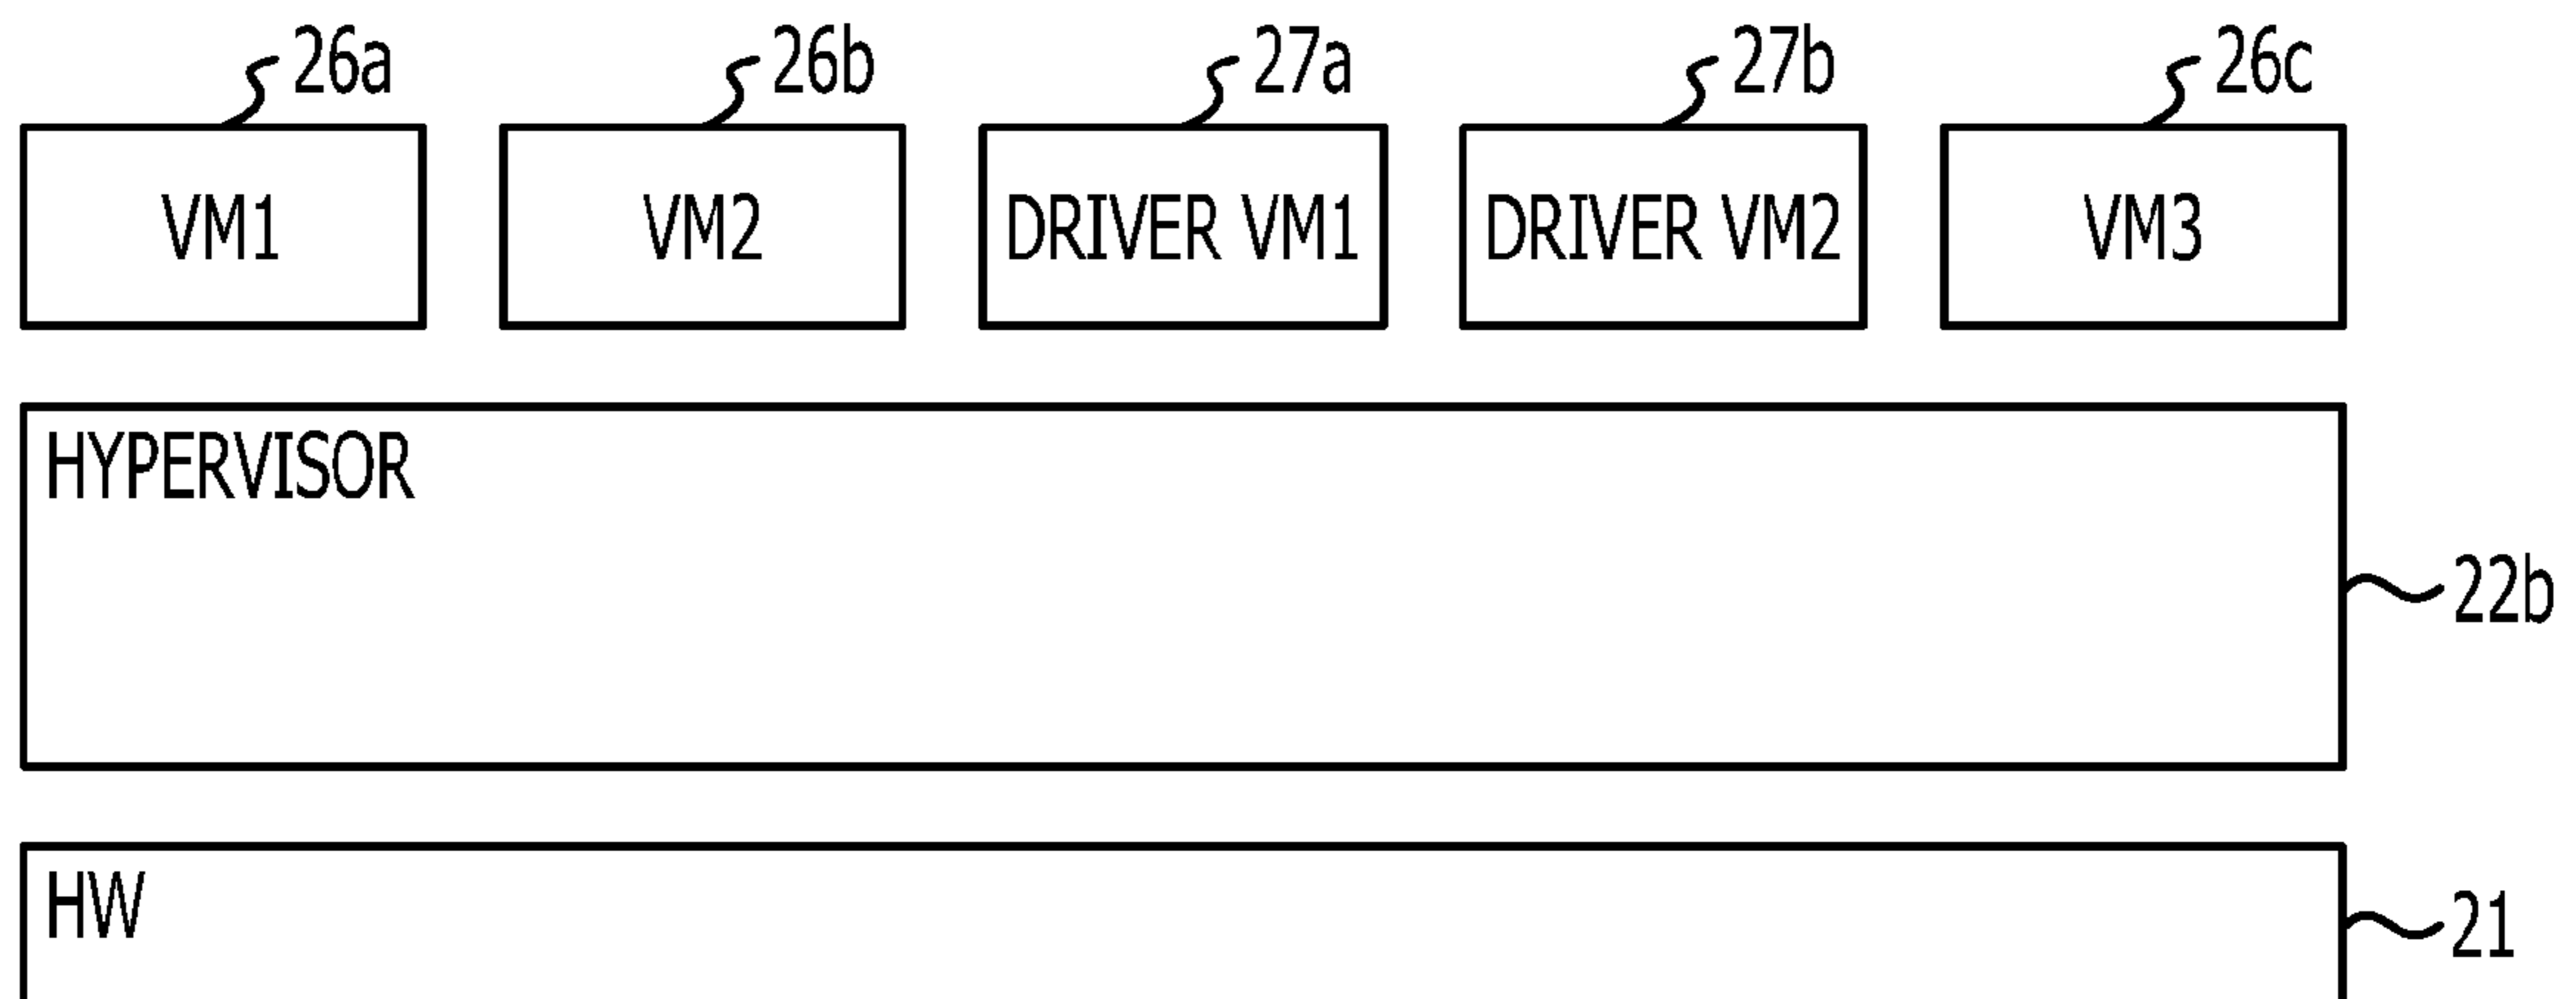 26a 26b 27a 27b 26c
VM1 VM2 DRIVER VM1 DRIVER VM2 VM3
HYPERVISOR
22b
HW
21